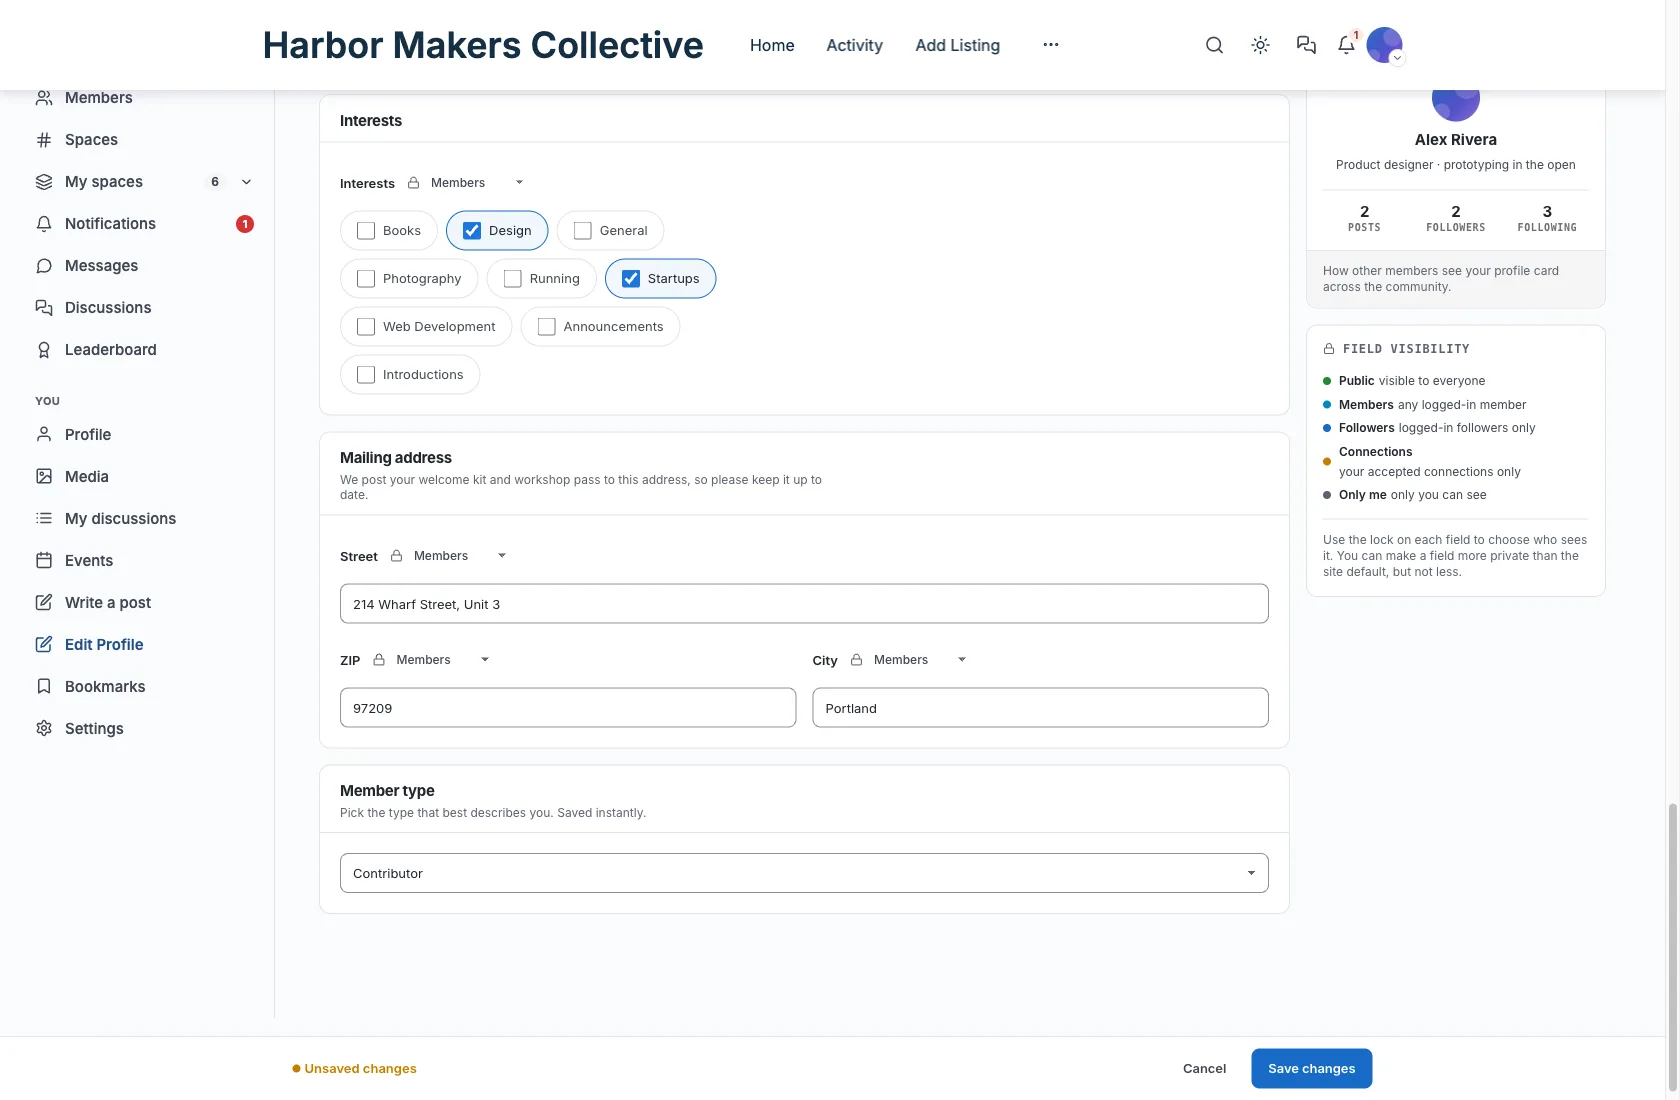 Harbor Makers Collective
Home
Activity
Add Listing
1
Members
Spaces
My spaces
6
Notifications
1
Messages
Discussions
Leaderboard
YOU
Profile
Media
My discussions
Events
Write a post
Edit Profile
Bookmarks
Settings
Interests
Interests
Members
Books
Design
General
Photography
Running
Startups
Web Development
Announcements
Introductions
Mailing address
We post your welcome kit and workshop pass to this address, so please keep it up to
date.
Street
Members
214 Wharf Street, Unit 3
ZIP
Members
City
Members
97209
Portland
Member type
Pick the type that best describes you. Saved instantly.
Contributor
Alex Rivera
Product designer · prototyping in the open
2
POSTS
2
FOLLOWERS
3
FOLLOWING
How other members see your profile card
across the community.
FIELD VISIBILITY
Public visible to everyone
Members any logged-in member
Followers logged-in followers only
Connections
your accepted connections only
Only me only you can see
Use the lock on each field to choose who sees
it. You can make a field more private than the
site default, but not less.
Unsaved changes
Cancel
Save changes